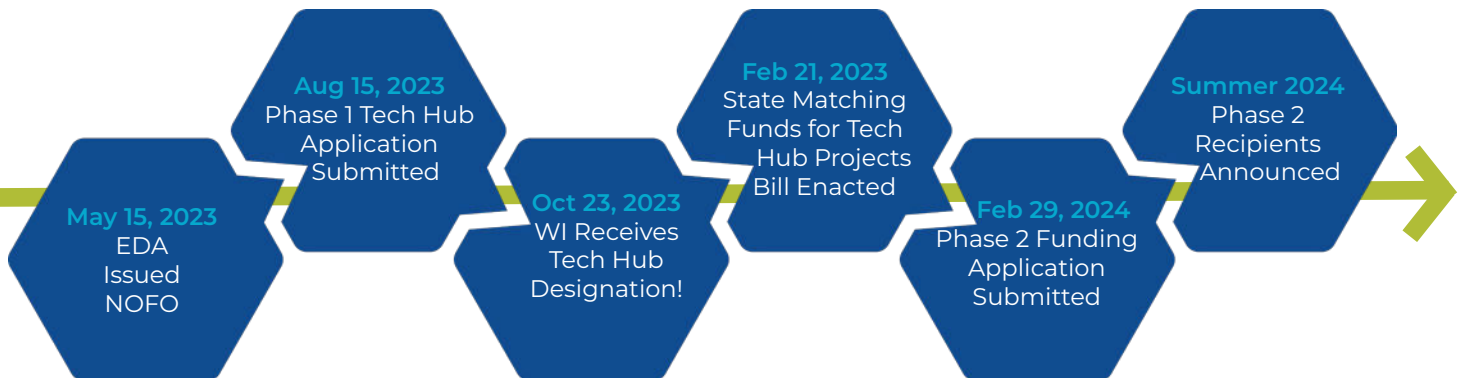 May 15, 2023
EDA
Issued
NOFO
Aug 15, 2023
Phase 1 Tech Hub
Application
Submitted
Oct 23, 2023
WI Receives
Tech Hub
Designation!
Feb 21, 2023
State Matching
Funds for Tech
Hub Projects
Bill Enacted
Feb 29, 2024
Phase 2 Funding
Application
Submitted
Summer 2024
Phase 2
Recipients
Announced